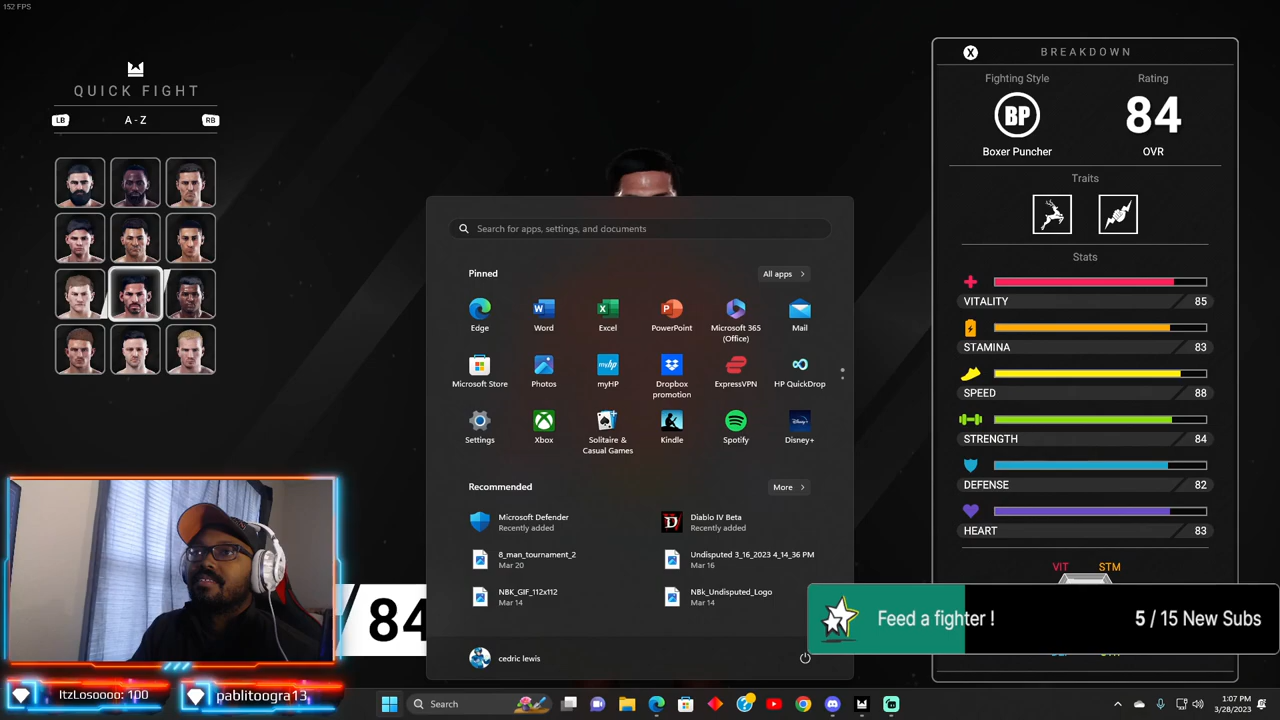 152 FPS
QUICK FIGHT
LB A - Z RB
X BREAKDOWN
Fighting Style
Rating
BP
84
Boxer Puncher
OVR
Traits
Stats
VITALITY 85
STAMINA 83
SPEED 88
STRENGTH 84
DEFENSE 82
HEART 83
VIT STM
Search for apps, settings, and documents
Pinned
All apps
Edge
Word
Excel
PowerPoint
Microsoft 365
(Office)
Mail
Microsoft Store
Photos
myHP
Dropbox
promotion
ExpressVPN
HP QuickDrop
Settings
Xbox
Solitaire &
Casual Games
Kindle
Spotify
Disney+
Recommended
More
Microsoft Defender
Recently added
Diablo IV Beta
Recently added
8_man_tournament_2
Mar 20
Undisputed 3_16_2023 4_14_36 PM
Mar 16
NBK_GIF_112x112
Mar 14
NBk_Undisputed_Logo
Mar 14
cedric lewis
84
Feed a fighter !
5 / 15 New Subs
ItzLosoooo: 100
pablitoogra13
Search
1:07 PM
3/28/2023